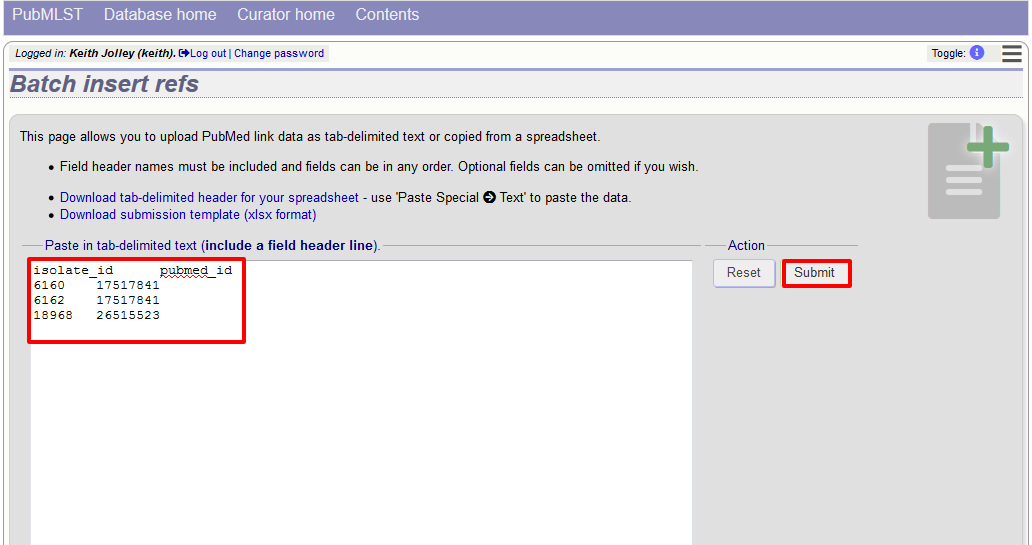 PubMLST Database home Curator home Contents
Logged in: Keith Jolley (keith). Log out | Change password Toggle: i
Batch insert refs
This page allows you to upload PubMed link data as tab-delimited text or copied from a spreadsheet.
• Field header names must be included and fields can be in any order. Optional fields can be omitted if you wish.
• Download tab-delimited header for your spreadsheet - use 'Paste Special ➔ Text' to paste the data.
• Download submission template (xlsx format)
Paste in tab-delimited text (include a field header line). Action
isolate_id pubmed_id Reset Submit
6160 17517841
6162 17517841
18968 26515523